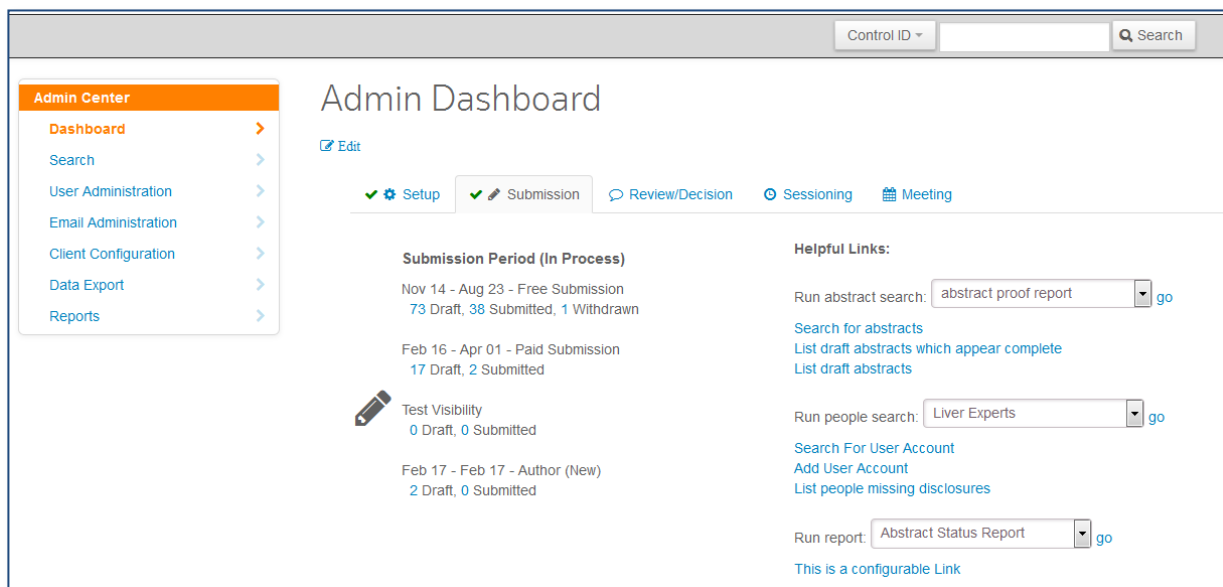 Control ID
Search
Admin Center
Dashboard
Search
User Administration
Email Administration
Client Configuration
Data Export
Reports
Admin Dashboard
Edit
Setup
Submission
Review/Decision
Sessioning
Meeting
Submission Period (In Process)
Nov 14 - Aug 23 - Free Submission
73 Draft, 38 Submitted, 1 Withdrawn
Feb 16 - Apr 01 - Paid Submission
17 Draft, 2 Submitted
Test Visibility
0 Draft, 0 Submitted
Feb 17 - Feb 17 - Author (New)
2 Draft, 0 Submitted
Helpful Links:
Run abstract search: abstract proof report go
Search for abstracts
List draft abstracts which appear complete
List draft abstracts
Run people search: Liver Experts go
Search For User Account
Add User Account
List people missing disclosures
Run report: Abstract Status Report go
This is a configurable Link